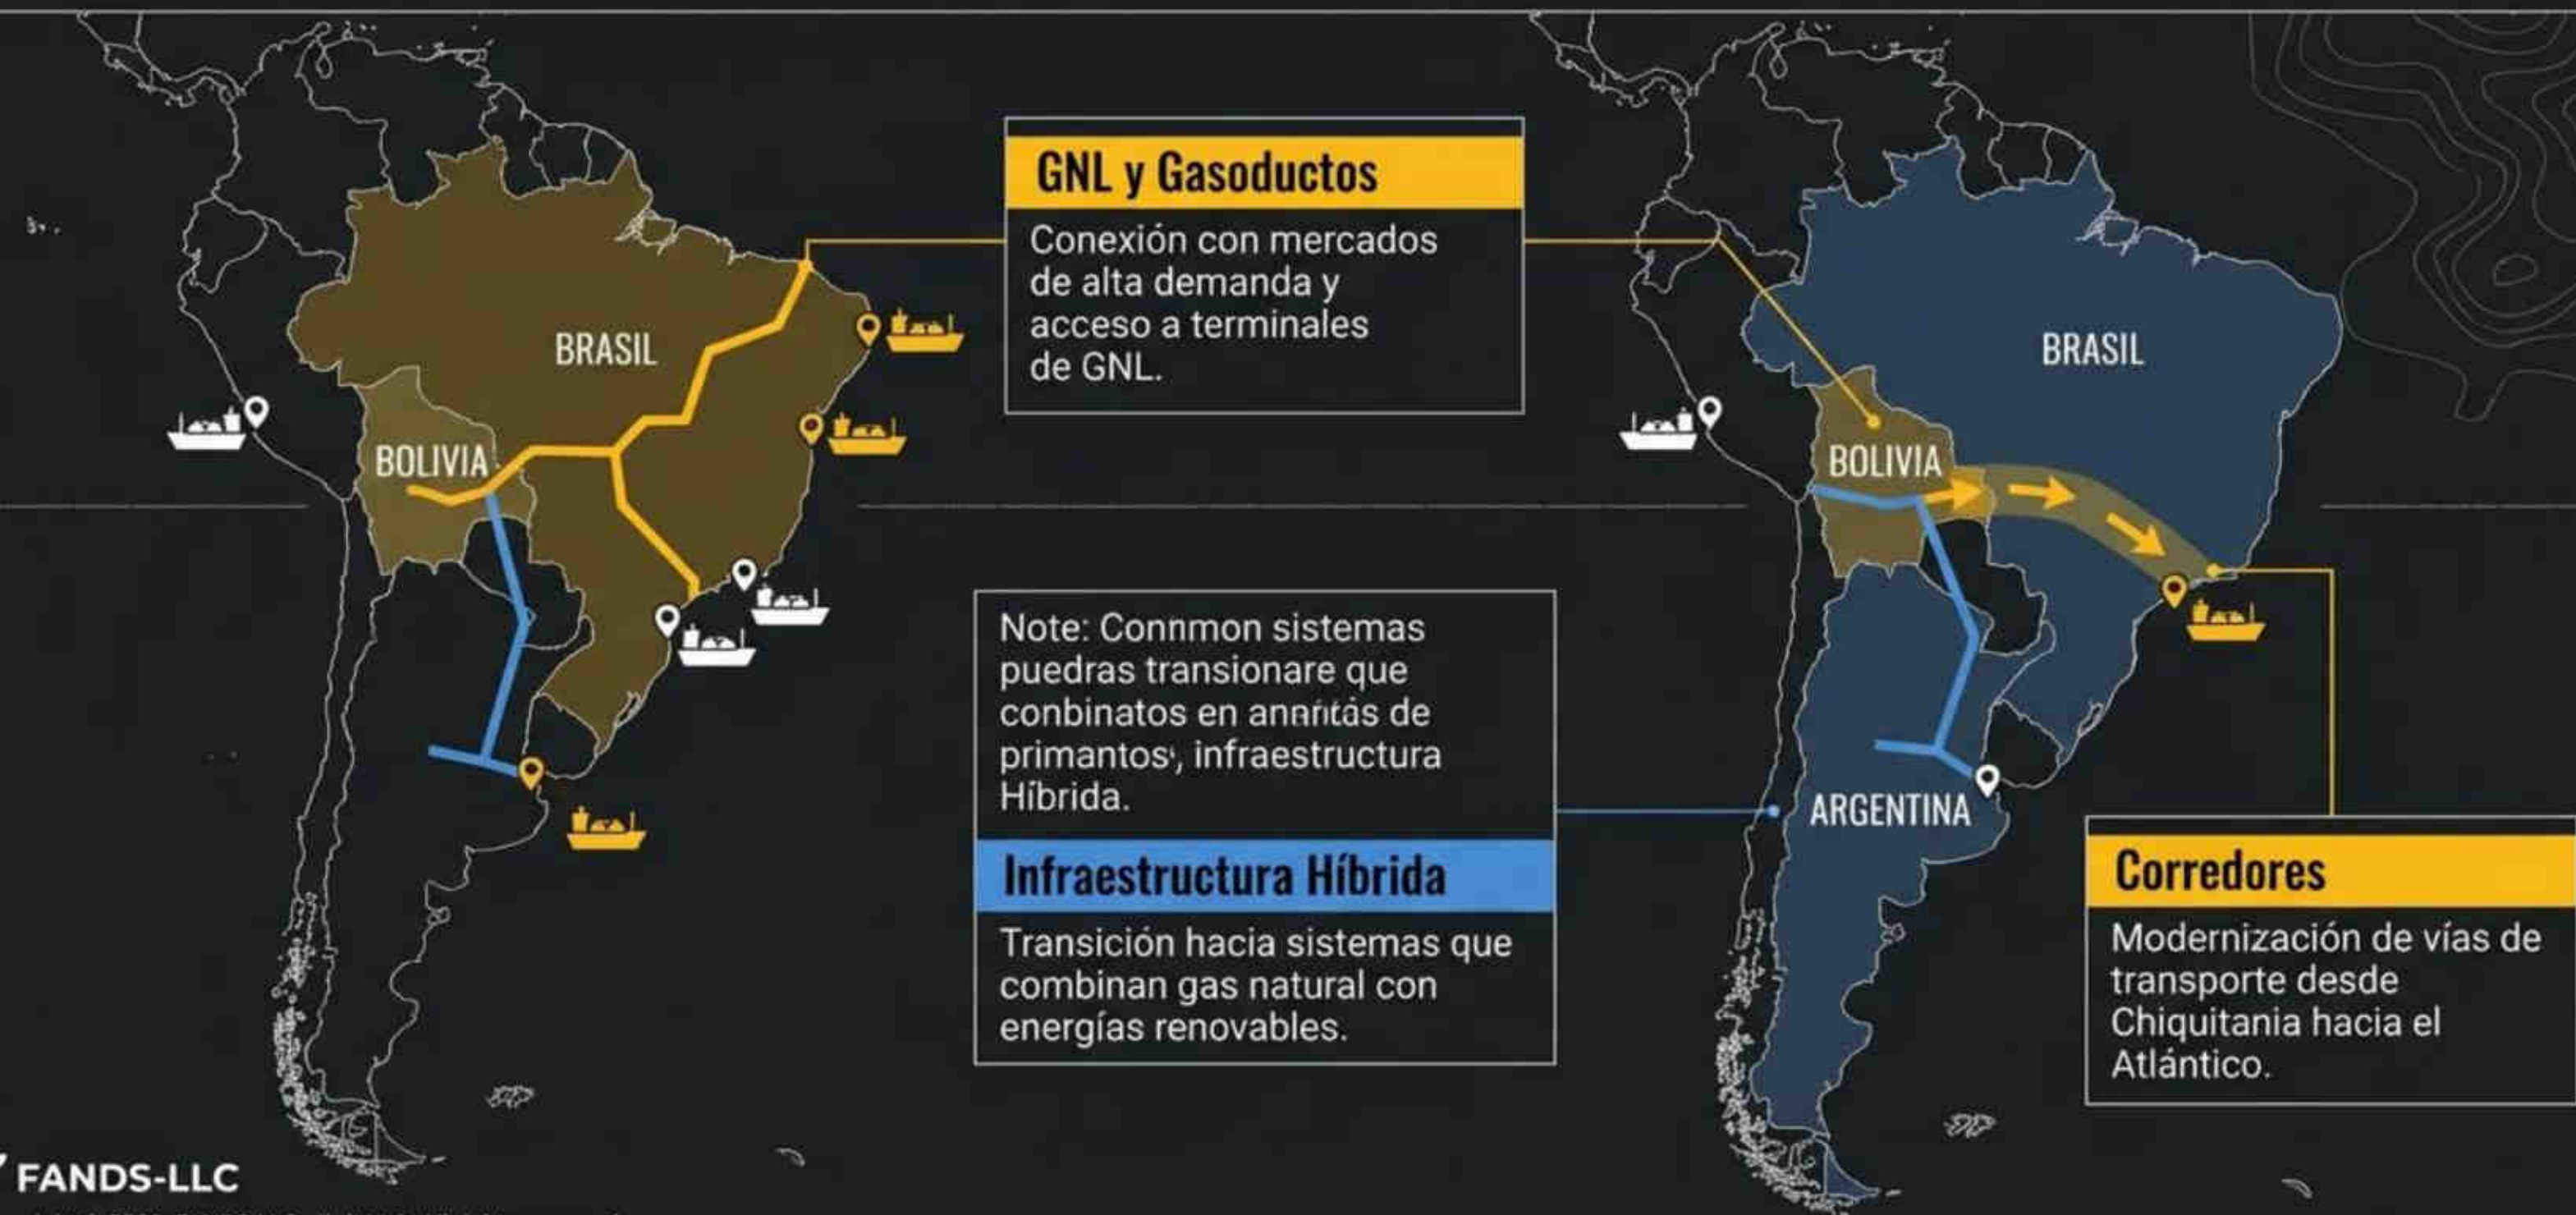 GNL y Gasoductos
Conexión con mercados
de alta demanda y
acceso a terminales
de GNL.
BRASIL
BOLIVIA
BRASIL
BOLIVIA
Note: Connmon sistemas
puedras transionare que
conbinatos en de
primantos, infraestructura
Híbrida.
Infraestructura Híbrida
Transición hacia sistemas que
combinan gas natural con
energías renovables.
ARGENTINA
Corredores
Modernización de vías de
transporte desde
Chiquitania hacia el
Atlántico.
FANDS-LLC